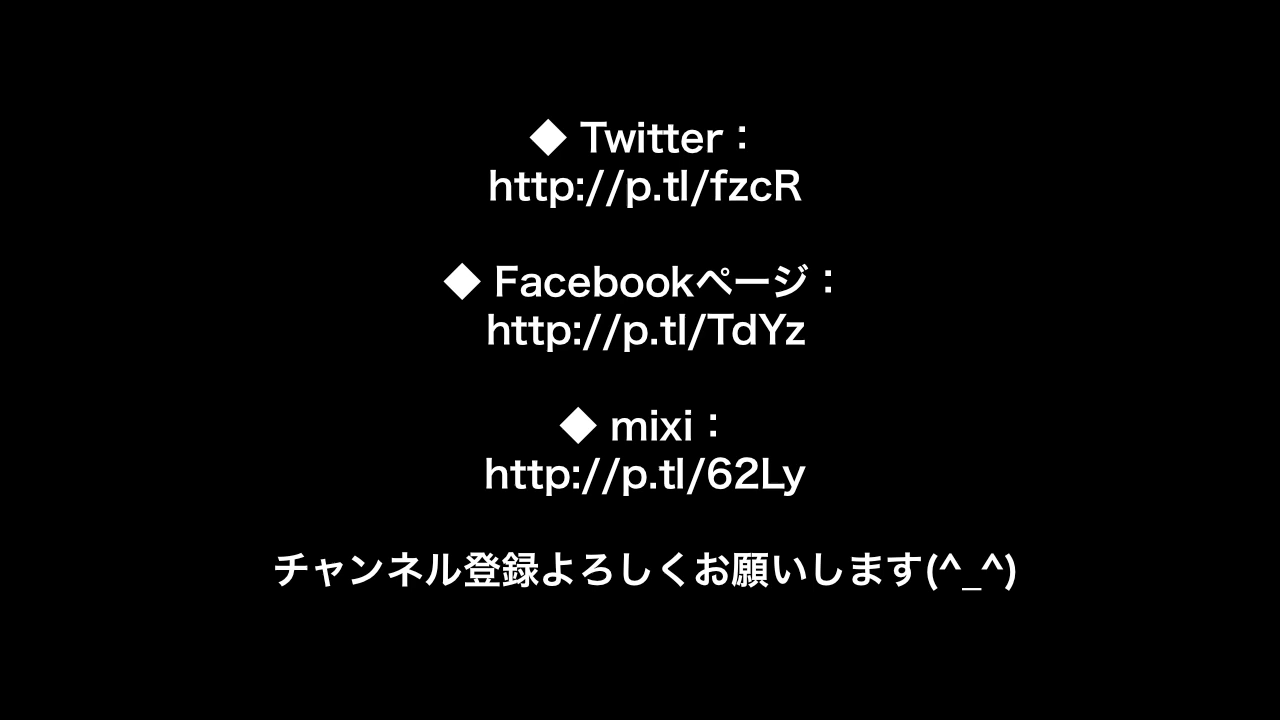 ◆ Twitter：
http://p.tl/fzcR
◆ Facebookページ：
http://p.tl/TdYz
◆ mixi：
http://p.tl/62Ly
チャンネル登録よろしくお願いします(^_^)